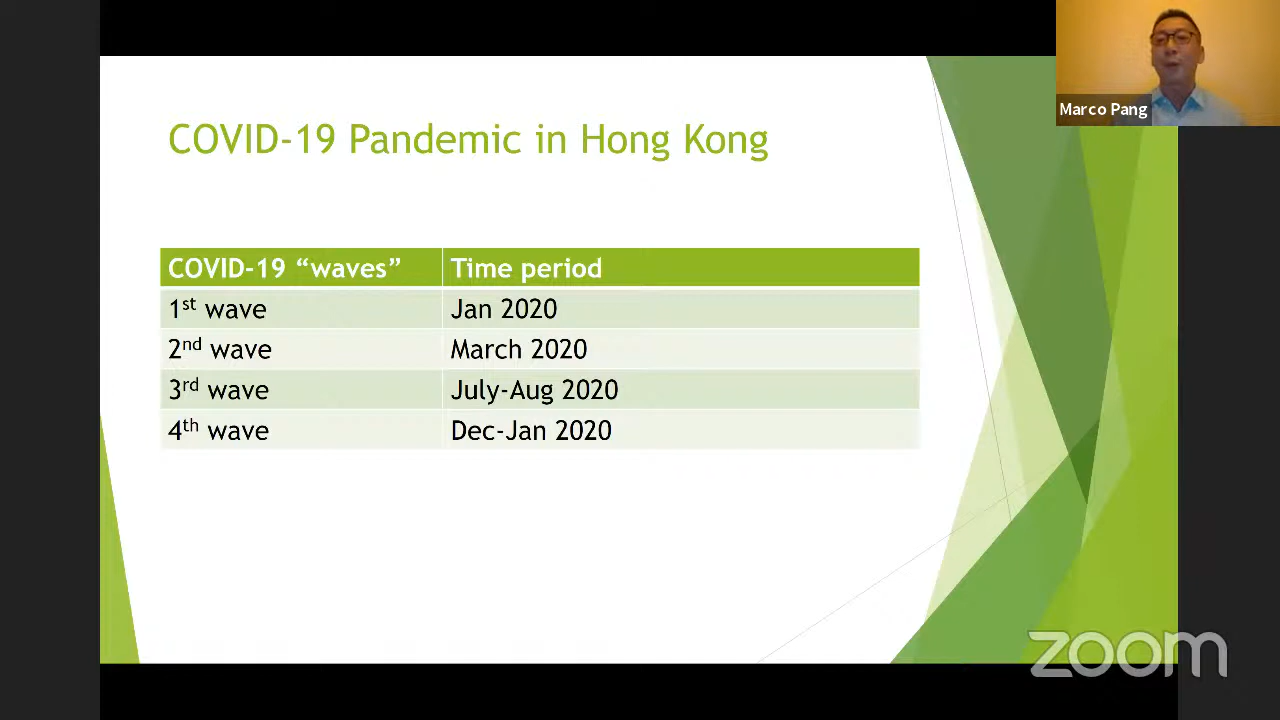 Marco Pang
COVID-19 Pandemic in Hong Kong
COVID-19 “waves” Time period
1st wave Jan 2020
2nd wave March 2020
3rd wave July-Aug 2020
4th wave Dec-Jan 2020
zoom